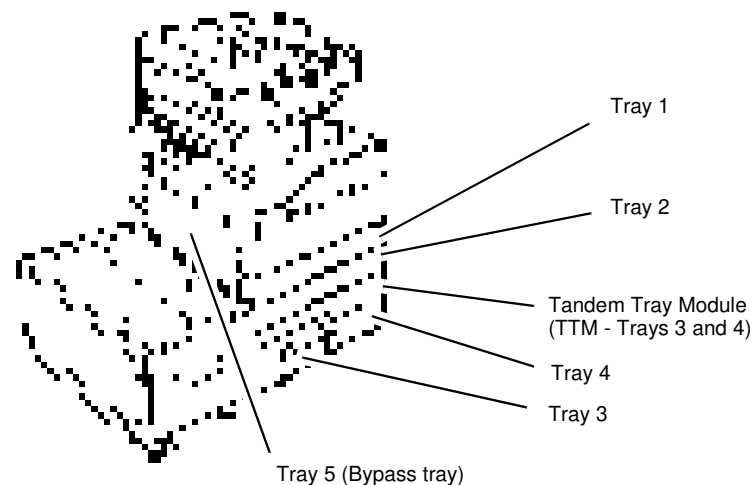 Tray 1
Tray 2
Tandem Tray Module
(TTM - Trays 3 and 4)
Tray 4
Tray 3
Tray 5 (Bypass tray)